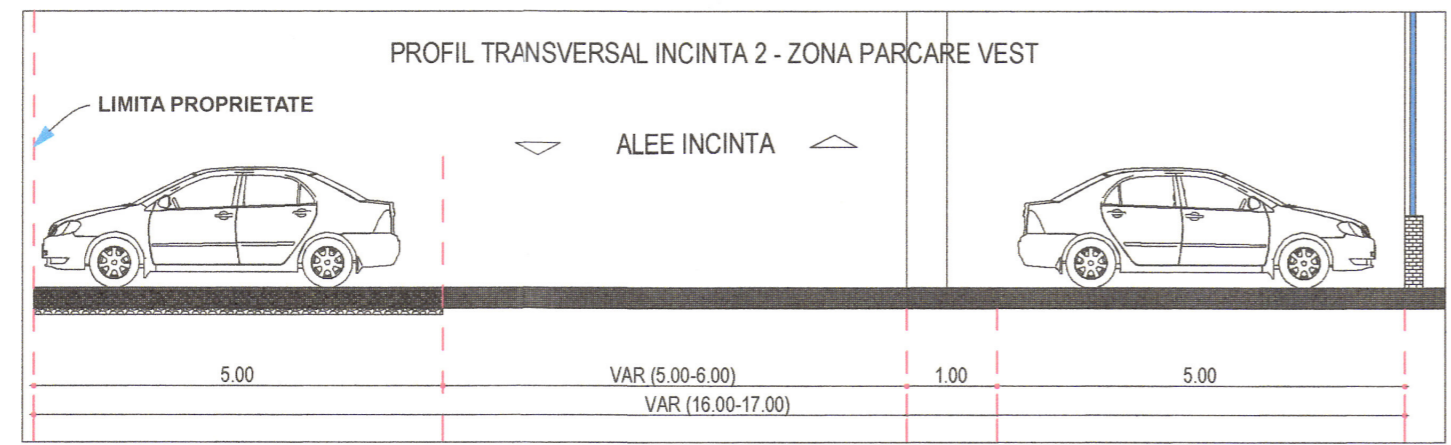 PROFIL TRANSVERSAL INCINTA 2 - ZONA PARCARE VEST
LIMITA PROPRIETATE
ALEE INCINTA
5.00
VAR (5.00-6.00)
1.00
5.00
VAR (16.00-17.00)